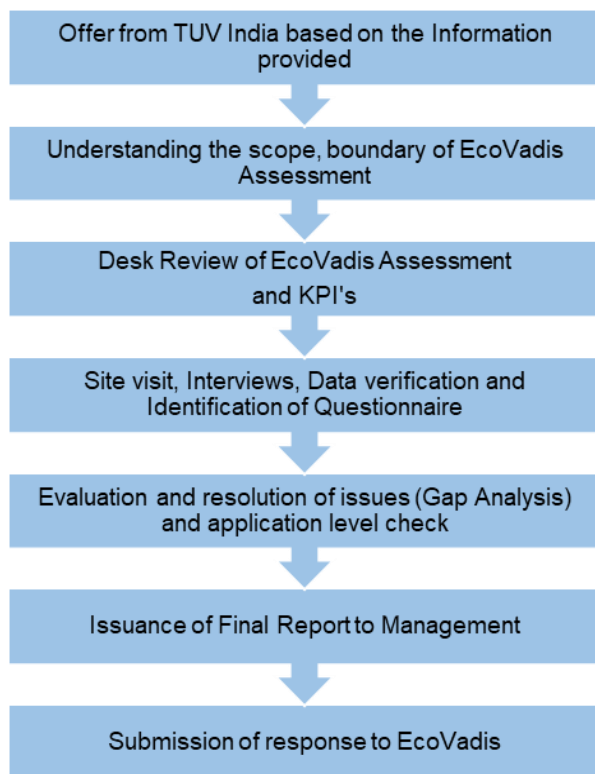 Offer from TUV India based on the Information
provided
Understanding the scope, boundary of EcoVadis
Assessment
Desk Review of EcoVadis Assessment
and KPI's
Site visit, Interviews, Data verification and
Identification of Questionnaire
Evaluation and resolution of issues (Gap Analysis)
and application level check
Issuance of Final Report to Management
Submission of response to EcoVadis